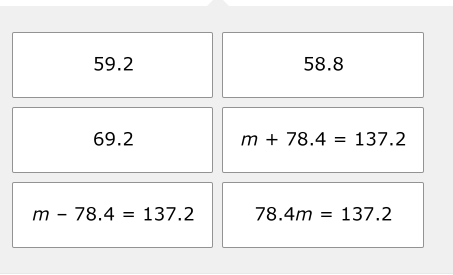 59.2
58.8
69.2
m + 78.4 = 137.2
m – 78.4 = 137.2
78.4m = 137.2